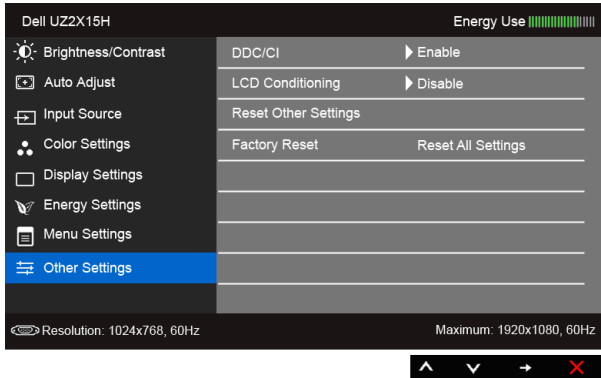 Dell UZ2X15H Energy Use
Brightness/Contrast DDC/CI Enable
Auto Adjust LCD Conditioning Disable
Input Source Reset Other Settings
Color Settings Factory Reset Reset All Settings
Display Settings
Energy Settings
Menu Settings
Other Settings
Resolution: 1024x768, 60Hz Maximum: 1920x1080, 60Hz